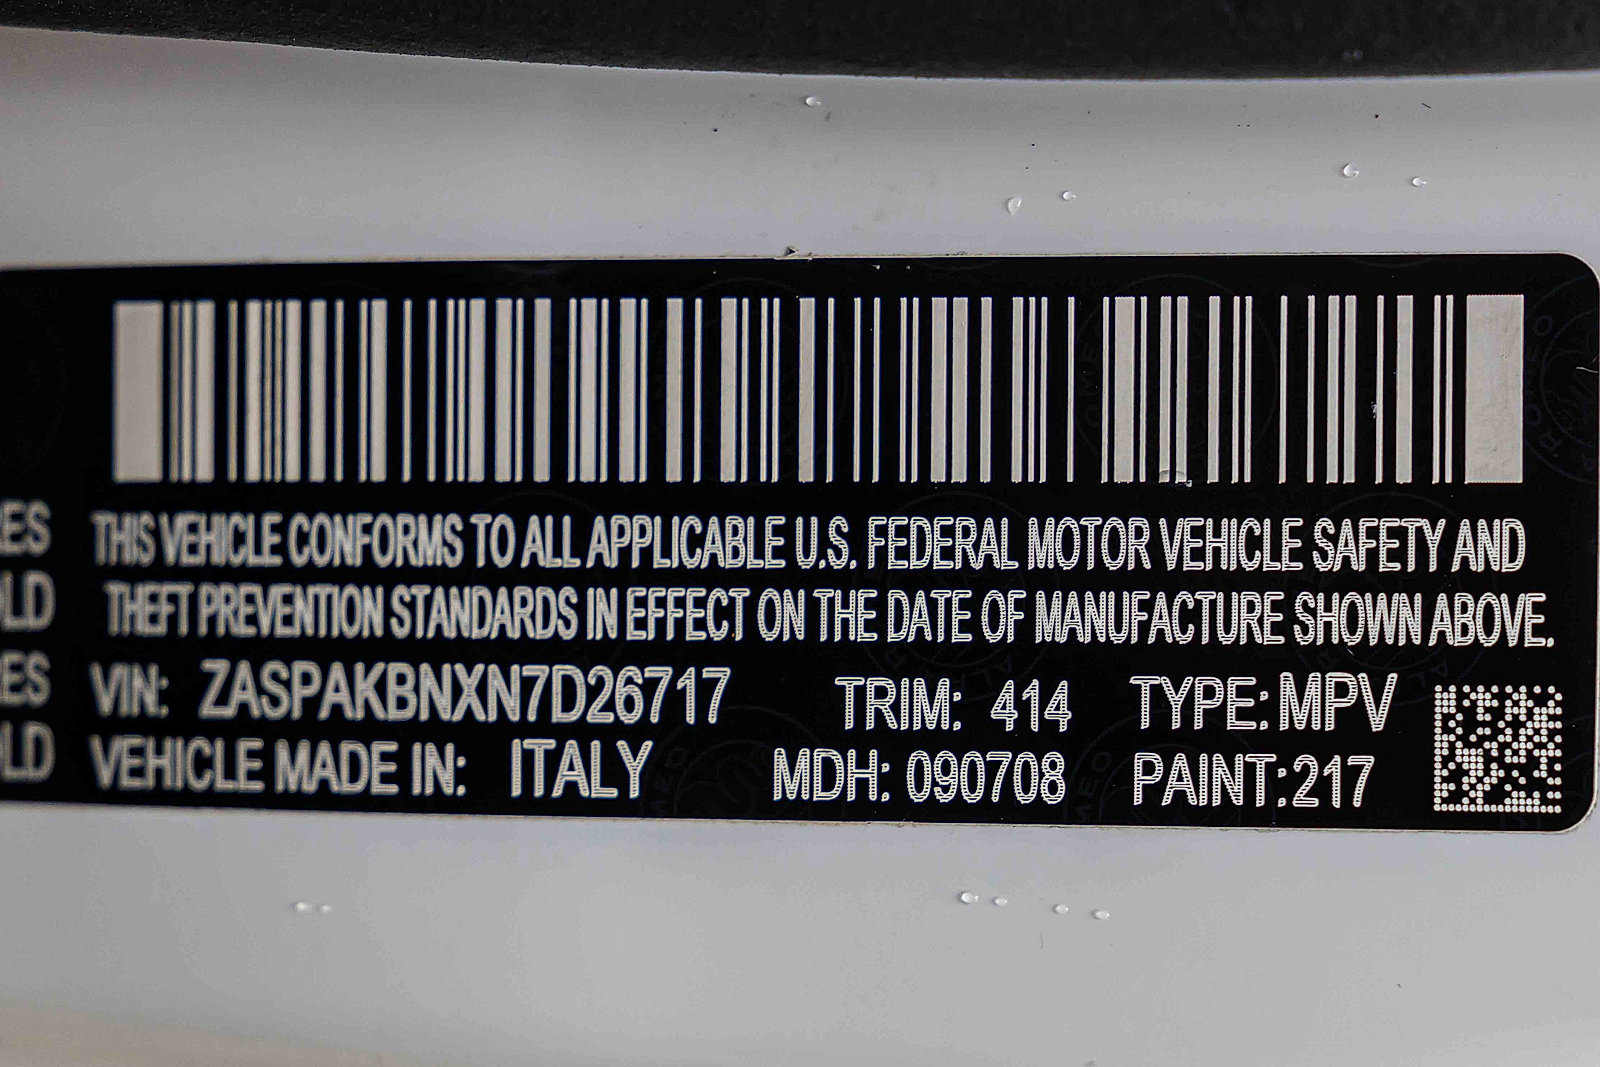 THIS VEHICLE CONFORMS TO ALL APPLICABLE U.S. FEDERAL MOTOR VEHICLE SAFETY AND
THEFT PREVENTION STANDARDS IN EFFECT ON THE DATE OF MANUFACTURE SHOWN ABOVE.
VIN: ZASPAKBNXN7D26717 TRIM: 414 TYPE: MPV
VEHICLE MADE IN: ITALY MDH: 090708 PAINT: 217